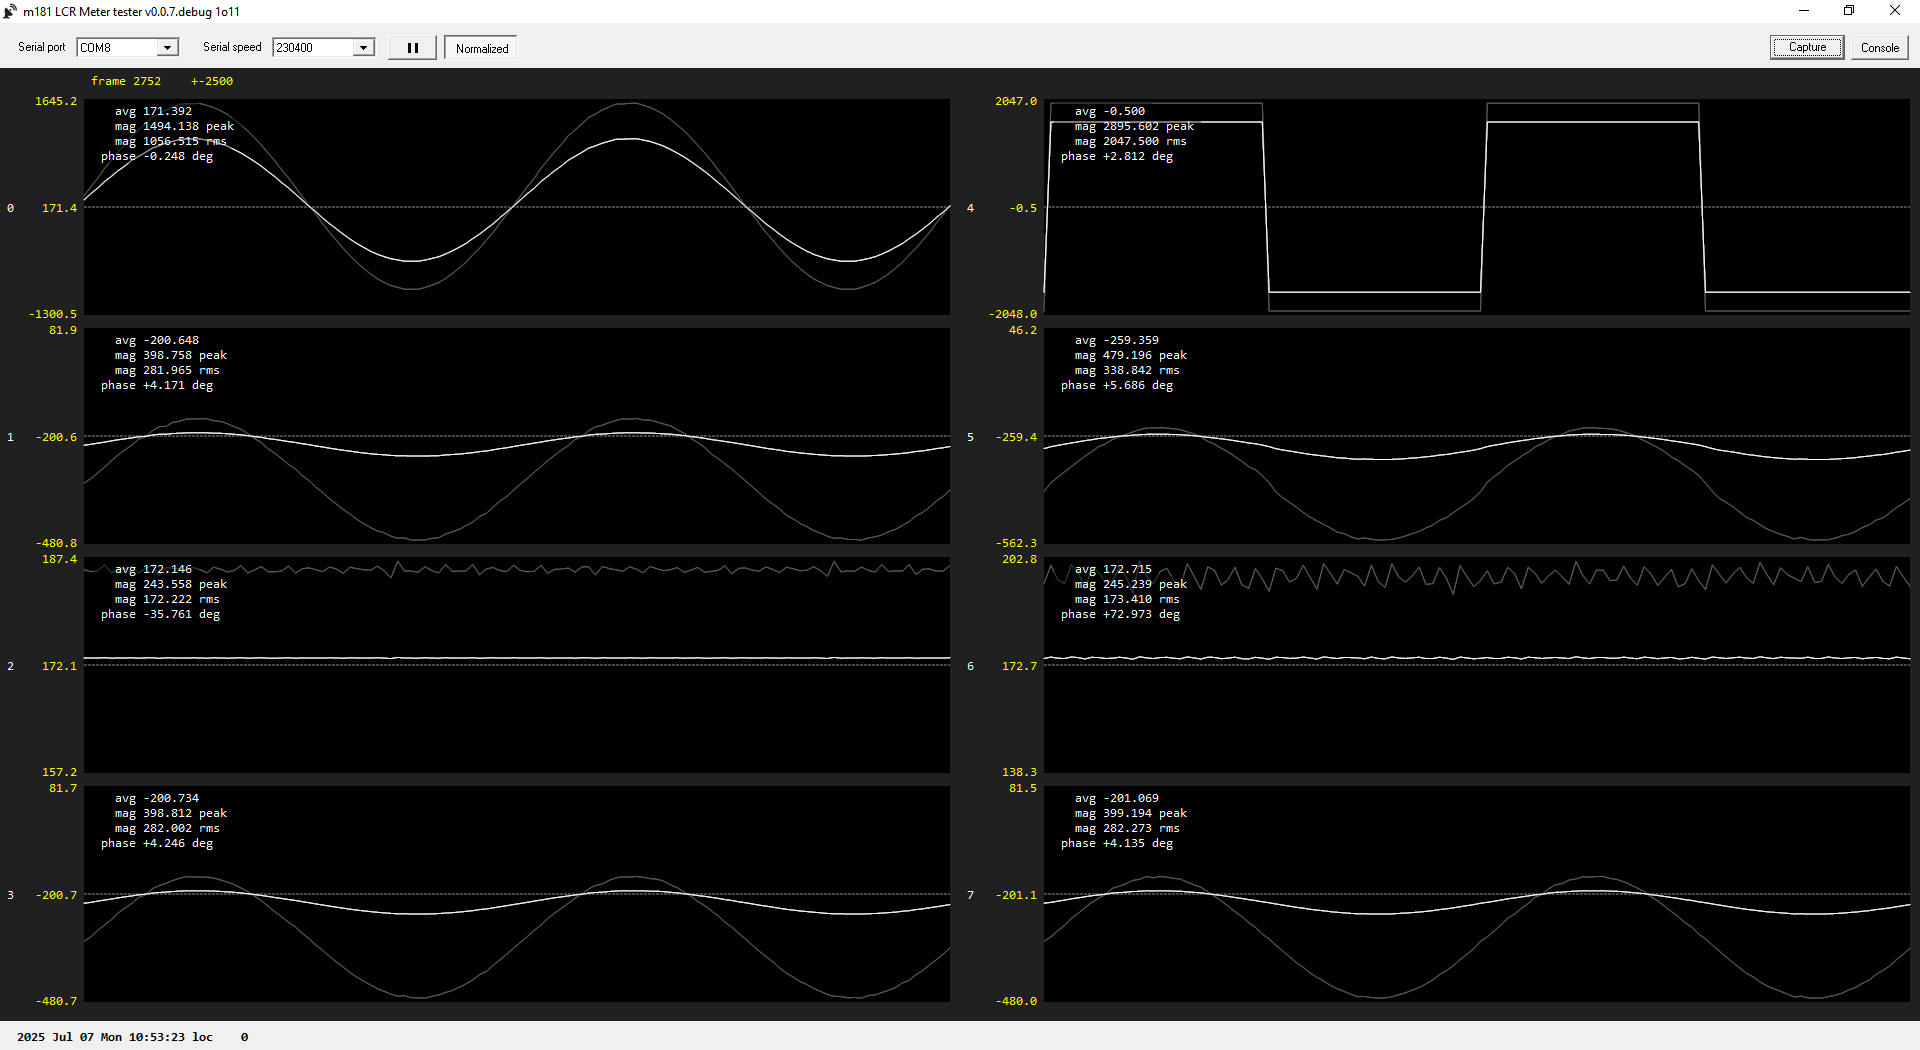 m181 LCR Meter tester v0.0.7.debug 1o11
Serial port COM8 Serial speed 230400 Normalized Capture Console
frame 2752 +-2500
1645.2
avg 171.392
mag 1494.138 peak
mag 1056.515 rms
phase -0.248 deg
0 171.4
-1300.5
81.9
avg -200.648
mag 398.758 peak
mag 281.965 rms
phase +4.171 deg
1 -200.6
-480.8
187.4
avg 172.146
mag 243.558 peak
mag 172.222 rms
phase -35.761 deg
2 172.1
157.2
81.7
avg -200.734
mag 398.812 peak
mag 282.002 rms
phase +4.246 deg
3 -200.7
-480.7
2047.0
avg -0.500
mag 2895.602 peak
mag 2047.500 rms
phase +2.812 deg
4 -0.5
-2048.0
46.2
avg -259.359
mag 479.196 peak
mag 338.842 rms
phase +5.686 deg
5 -259.4
-562.3
202.8
avg 172.715
mag 245.239 peak
mag 173.410 rms
phase +72.973 deg
6 172.7
138.3
81.5
avg -201.069
mag 399.194 peak
mag 282.273 rms
phase +4.135 deg
7 -201.1
-480.0
2025 Jul 07 Mon 10:53:23 loc 0